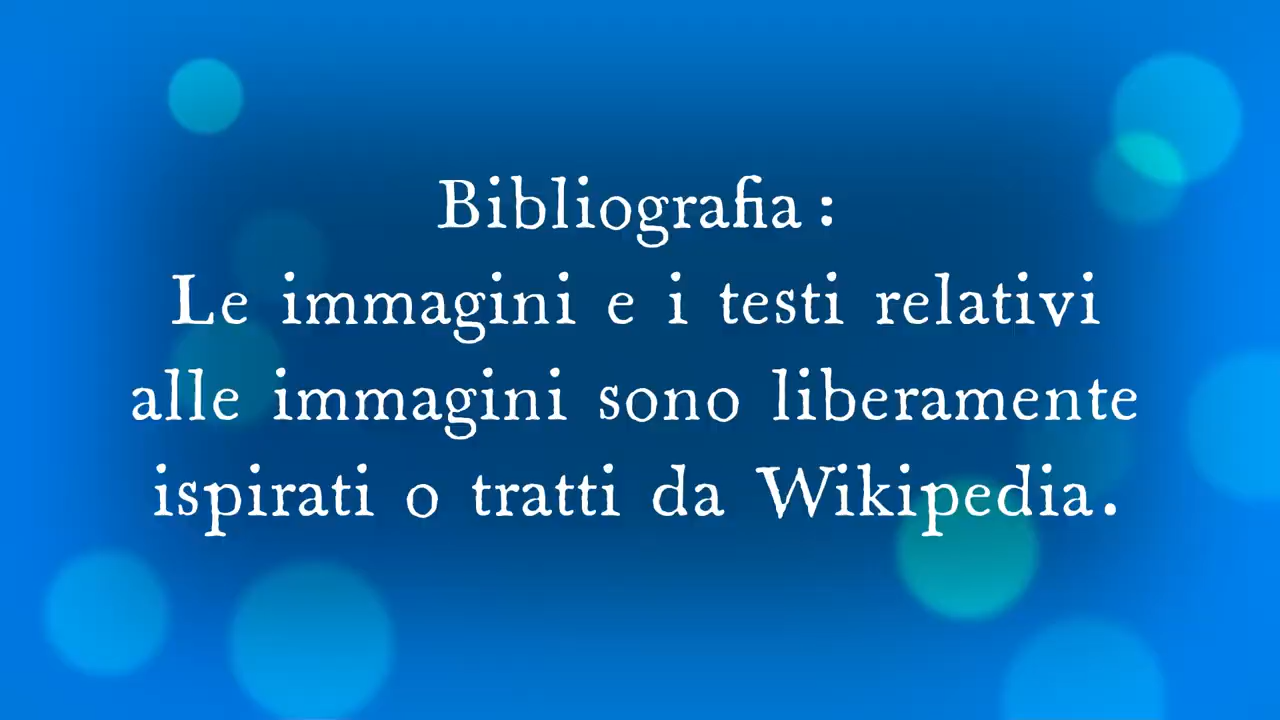 Bibliografia:
Le immagini e i testi relativi
alle immagini sono liberamente
ispirati o tratti da Wikipedia.